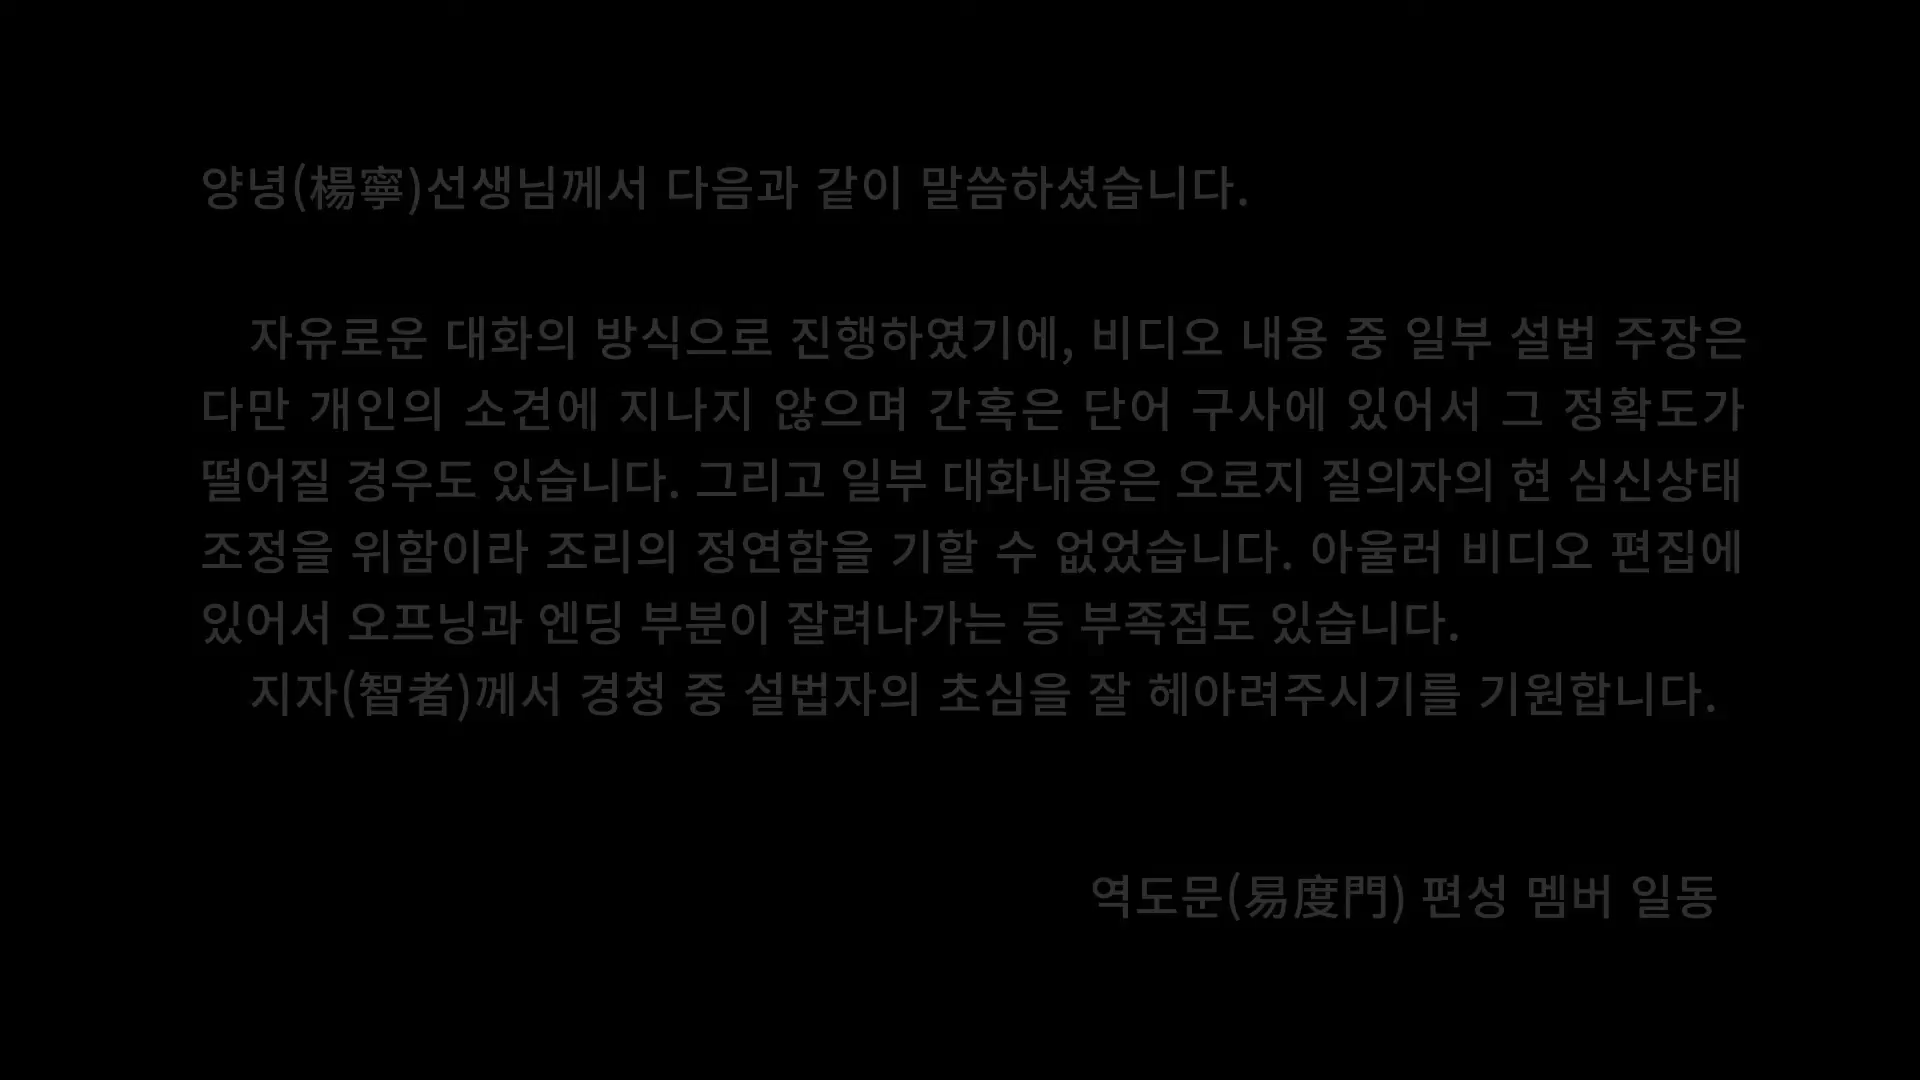 양녕(楊寧)선생님께서 다음과 같이 말씀하셨습니다.
자유로운 대화의 방식으로 진행하였기에, 비디오 내용 중 일부 설법 주장은
다만 개인의 소견에 지나지 않으며 간혹은 단어 구사에 있어서 그 정확도가
떨어질 경우도 있습니다. 그리고 일부 대화내용은 오로지 질의자의 현 심신상태
조정을 위함이라 조리의 정연함을 기할 수 없었습니다. 아울러 비디오 편집에
있어서 오프닝과 엔딩 부분이 잘려나가는 등 부족점도 있습니다.
지자(智者)께서 경청 중 설법자의 초심을 잘 헤아려주시기를 기원합니다.
역도문(易度門) 편성 멤버 일동